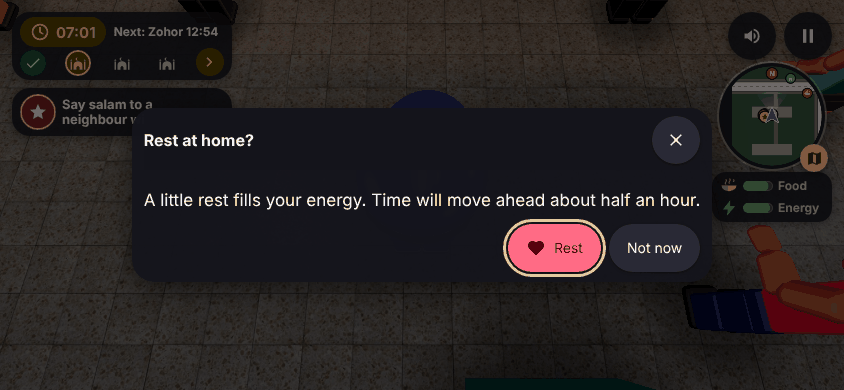 07:01
Next: Zohor 12:54
Say salam to a
neighbour
Rest at home?
A little rest fills your energy. Time will move ahead about half an hour.
Rest
Not now
N
Food
Energy